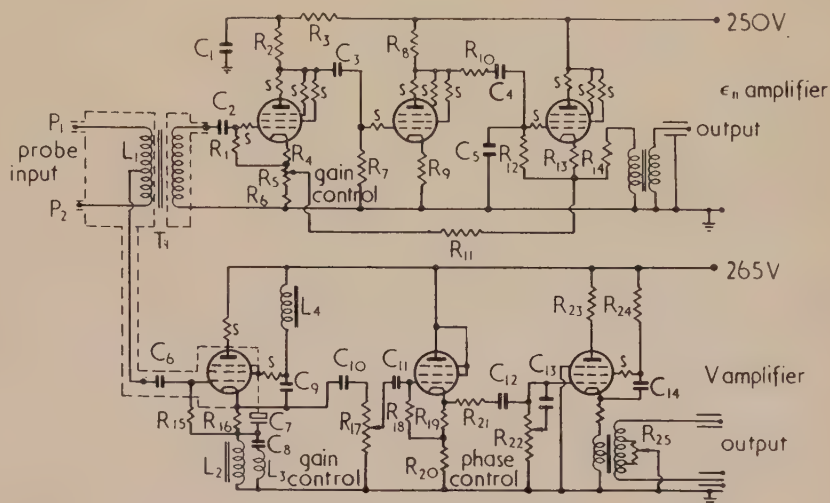 C₁
R₂
R₃
R₈
R₁₀
250V.
C₃
C₄
S S S
S S S
S S S
εₙ amplifier
P₁
probe
input
P₂
L₁
C₂
S
S
S
output
R₁
R₄
R₅
R₆
gain
control
R₇
R₉
C₅
R₁₂
R₁₃
R₁₄
T₁
R₁₁
265V
S
L₄
R₂₃
R₂₄
C₆
S
C₉
C₁₀
C₁₁
C₁₂
C₁₃
S
C₁₄
V amplifier
R₁₅
R₁₆
C₇
C₈
R₁₇
R₁₈
R₁₉
R₂₁
R₂₂
R₂₅
output
L₂
L₃
gain
control
R₂₀
phase
control